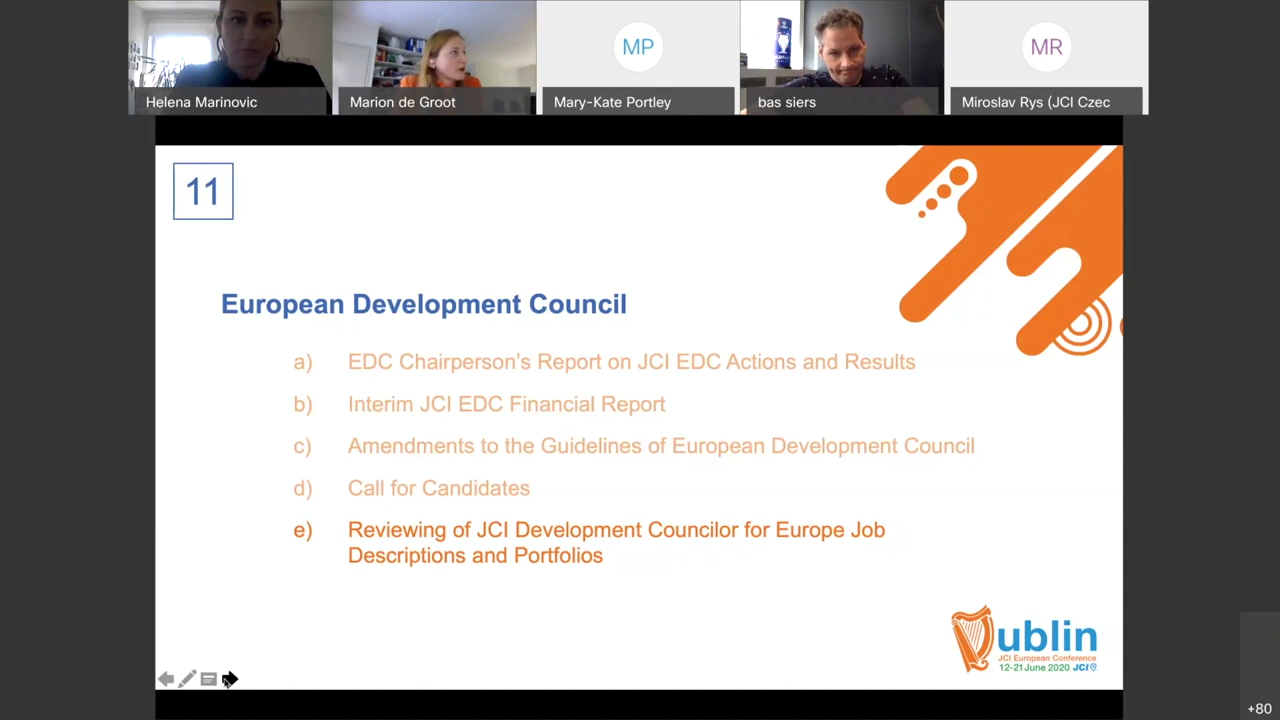 Helena Marinovic
Marion de Groot
MP
Mary-Kate Portley
bas siers
MR
Miroslav Rys (JCI Czec
11
European Development Council
a) EDC Chairperson's Report on JCI EDC Actions and Results
b) Interim JCI EDC Financial Report
c) Amendments to the Guidelines of European Development Council
d) Call for Candidates
e) Reviewing of JCI Development Councilor for Europe Job
Descriptions and Portfolios
ublin
JCI European Conference
12-21 June 2020 JCI
+80